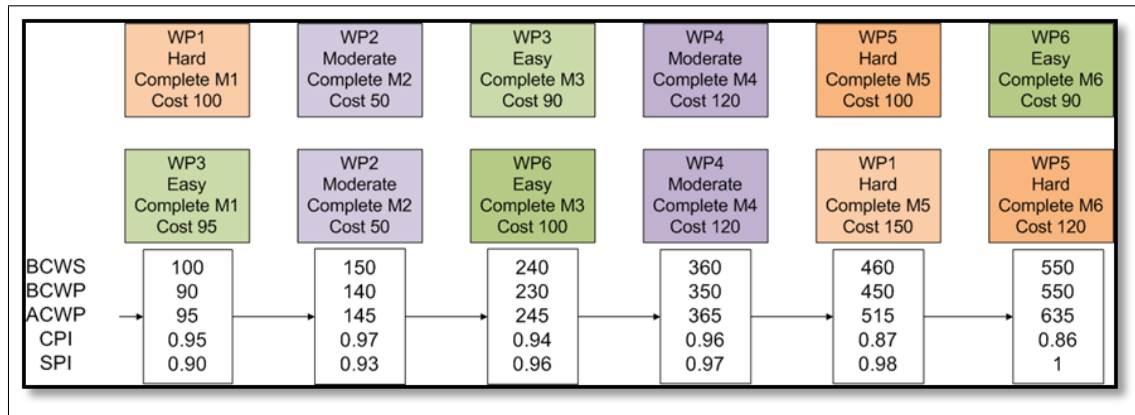 WP1
Hard
Complete M1
Cost 100
WP2
Moderate
Complete M2
Cost 50
WP3
Easy
Complete M3
Cost 90
WP4
Moderate
Complete M4
Cost 120
WP5
Hard
Complete M5
Cost 100
WP6
Easy
Complete M6
Cost 90
WP3
Easy
Complete M1
Cost 95
WP2
Moderate
Complete M2
Cost 50
WP6
Easy
Complete M3
Cost 100
WP4
Moderate
Complete M4
Cost 120
WP1
Hard
Complete M5
Cost 150
WP5
Hard
Complete M6
Cost 120
BCWS 100 150 240 360 460 550
BCWP 90 140 230 350 450 550
ACWP 95 145 245 365 515 635
CPI 0.95 0.97 0.94 0.96 0.87 0.86
SPI 0.90 0.93 0.96 0.97 0.98 1